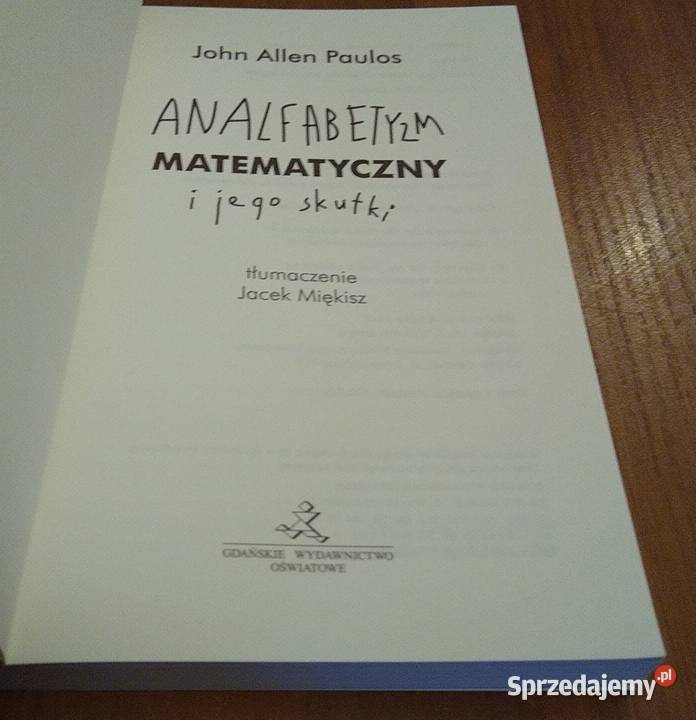 John Allen Paulos
ANALFABETYZM
MATEMATYCZNY
i jego skutki
tłumaczenie
Jacek Miękisz
GDAŃSKIE WYDAWNICTWO
OŚWIATOWE
Sprzedajemy.pl